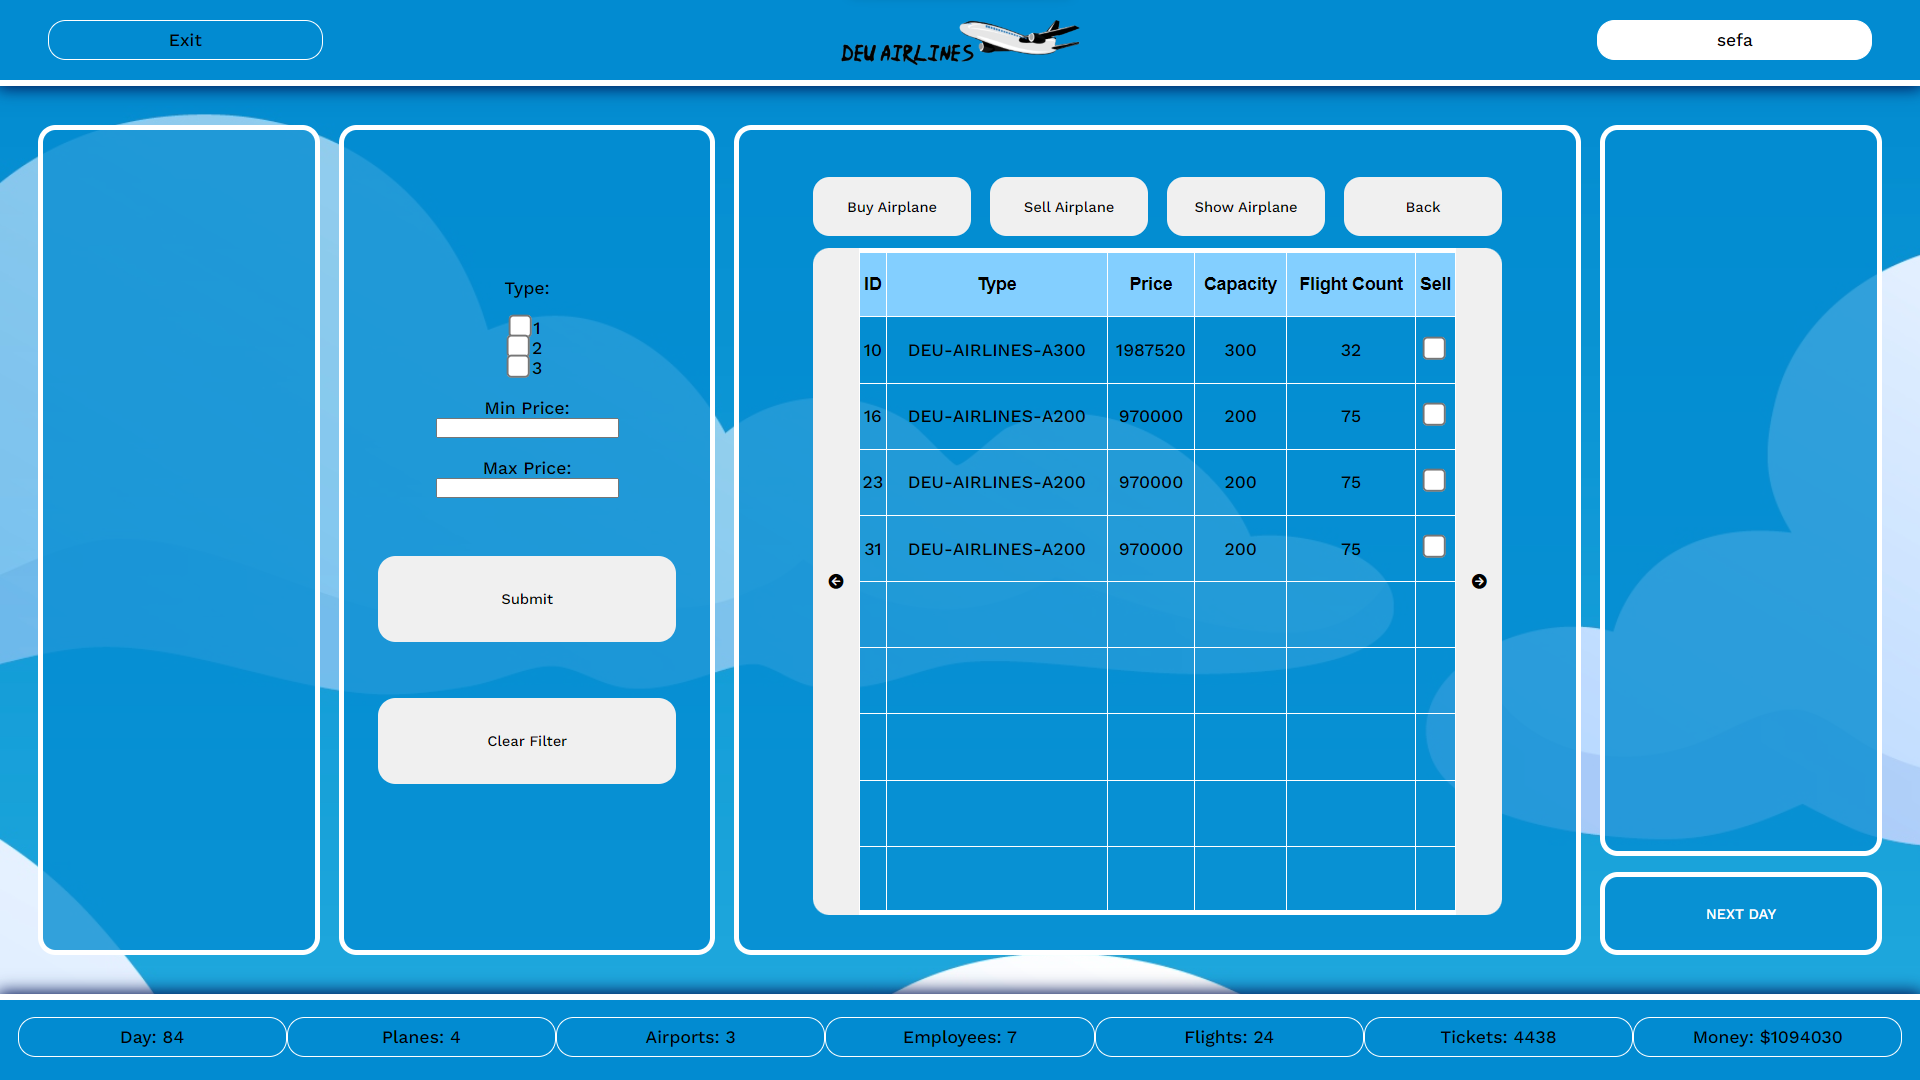 Exit
DEU AIRLINES
sefa
Type:
1
2
3
Min Price:
Max Price:
Submit
Clear Filter
Buy Airplane Sell Airplane Show Airplane Back
ID Type Price Capacity Flight Count Sell
10 DEU-AIRLINES-A300 1987520 300 32
16 DEU-AIRLINES-A200 970000 200 75
23 DEU-AIRLINES-A200 970000 200 75
31 DEU-AIRLINES-A200 970000 200 75
NEXT DAY
Day: 84 Planes: 4 Airports: 3 Employees: 7 Flights: 24 Tickets: 4438 Money: $1094030